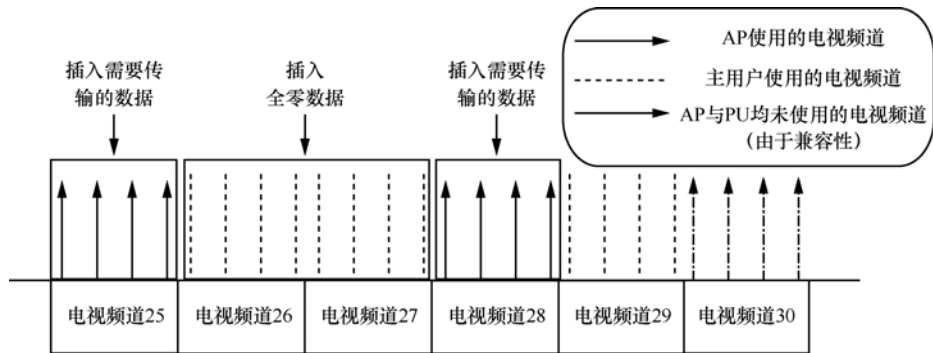 AP使用的电视频道
主用户使用的电视频道
AP与PU均未使用的电视频道
（由于兼容性）
插入需要传
输的数据
插入
全零数据
插入需要传
输的数据
电视频道25
电视频道26
电视频道27
电视频道28
电视频道29
电视频道30